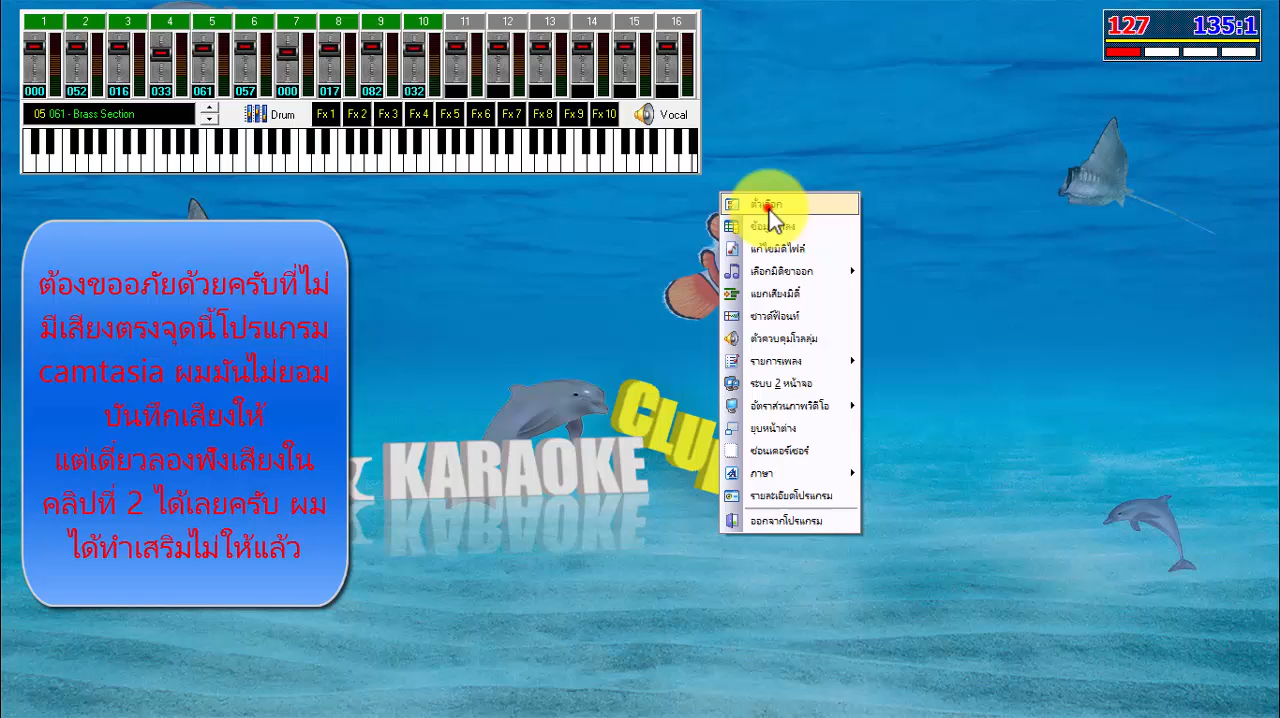 1 2 3 4 5 6 7 8 9 10 11 12 13 14 15 16
127 135:1
000 052 016 033 061 057 000 017 082 032
05 061 - Brass Section Drum Fx 1 Fx 2 Fx 3 Fx 4 Fx 5 Fx 6 Fx 7 Fx 8 Fx 9 Fx 10 Vocal
ต้องขออภัยด้วยครับที่ไม่
มีเสียงตรงจุดนี้โปรแกรม
camtasia ผมมันไม่ยอม
บันทึกเสียงให้
แต่เดี๋ยวลองฟังเสียงใน
คลิปที่ 2 ได้เลยครับ ผม
ได้ทำเสริมไม่ให้แล้ว
KARAOKE
CLU
ตัวเลือก
ข้อมูลเพลง
แก้ไขมิดิไฟล์
เลือกมิดิขาออก
แยกเสียงมิดี้
ซาวด์ฟ๊อนท์
ตัวควบคุมโวลลุ่ม
รายการเพลง
ระบบ 2 หน้าจอ
อัตราส่วนภาพวิดีโอ
ยุบหน้าต่าง
ซ่อนเคอร์เซอร์
ภาษา
รายละเอียดโปรแกรม
ออกจากโปรแกรม